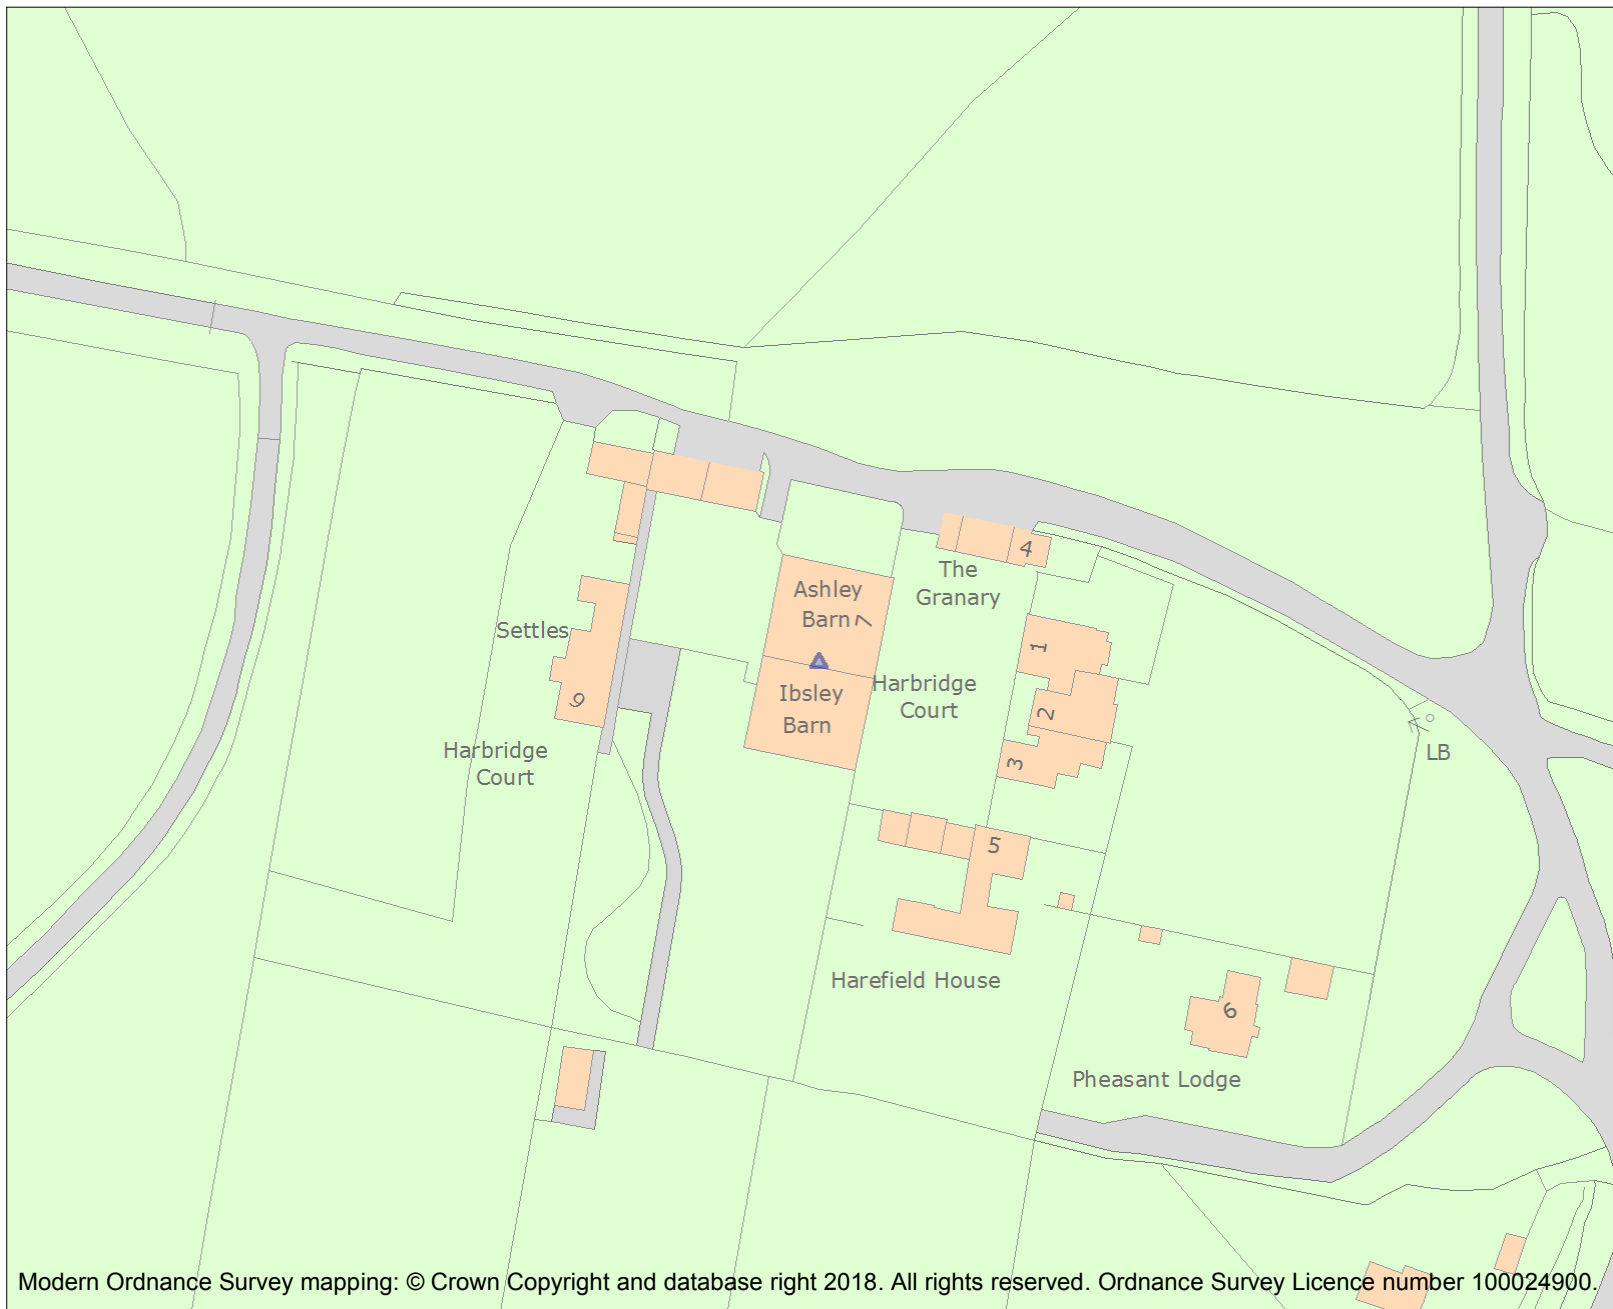 4
The
Granary
Ashley
Barn 7
Settles
1
Harbridge
Court
Ibsley
Barn
2
9
Harbridge
Court
3
LB
5
Harefield House
6
Pheasant Lodge
Modern Ordnance Survey mapping: © Crown Copyright and database right 2018. All rights reserved. Ordnance Survey Licence number 100024900.